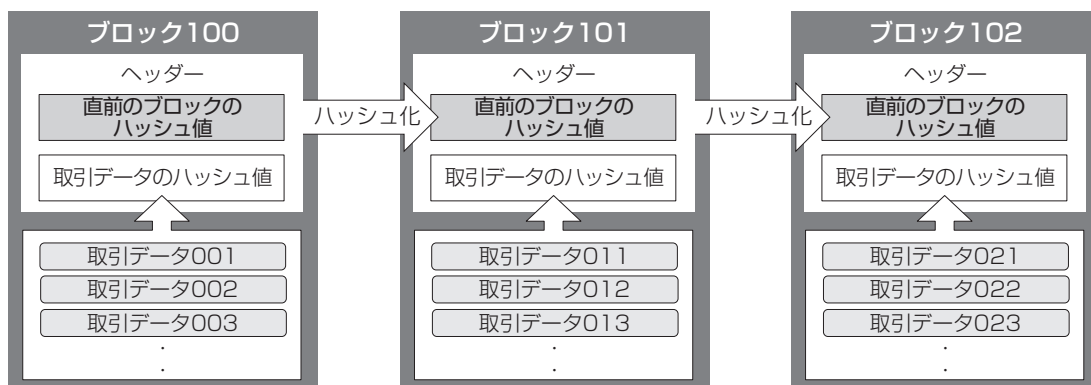 ブロック100
ヘッダー
直前のブロックの
ハッシュ値
取引データのハッシュ値
取引データ001
取引データ002
取引データ003
・
・
ハッシュ化
ブロック101
ヘッダー
直前のブロックの
ハッシュ値
取引データのハッシュ値
取引データ011
取引データ012
取引データ013
・
・
ハッシュ化
ブロック102
ヘッダー
直前のブロックの
ハッシュ値
取引データのハッシュ値
取引データ021
取引データ022
取引データ023
・
・